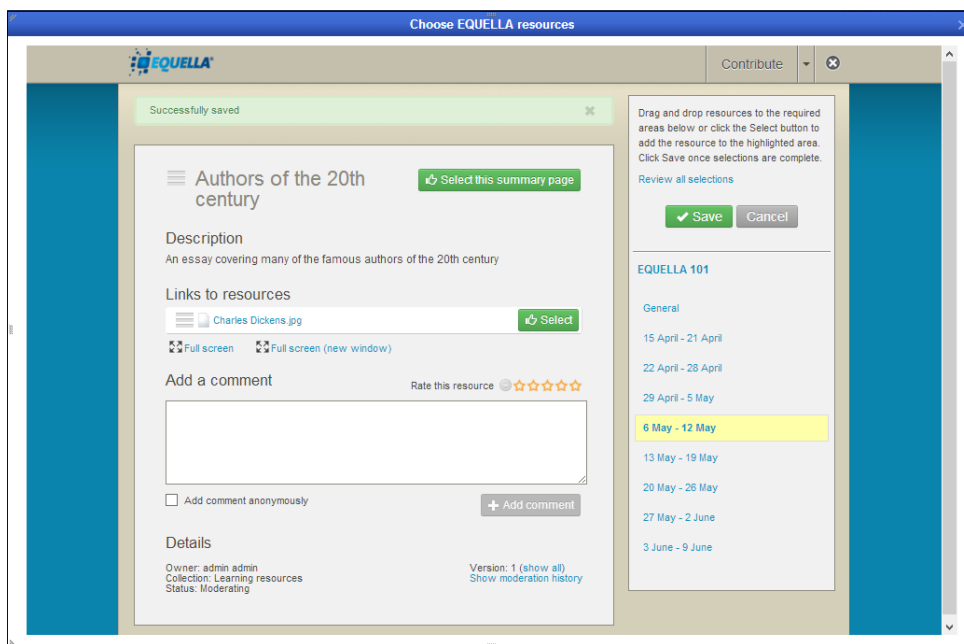 Choose EQUELLA resources
EQUELLA
Contribute
Successfully saved
Authors of the 20th
century
Select this summary page
Description
An essay covering many of the famous authors of the 20th century
Links to resources
Charles Dickens.jpg
Select
Full screen
Full screen (new window)
Add a comment
Rate this resource
Add comment anonymously
Add comment
Details
Owner: admin admin
Collection: Learning resources
Status: Moderating
Version: 1 (show all)
Show moderation history
Drag and drop resources to the required
areas below or click the Select button to
add the resource to the highlighted area.
Click Save once selections are complete.
Review all selections
Save
Cancel
EQUELLA 101
General
15 April - 21 April
22 April - 28 April
29 April - 5 May
6 May - 12 May
13 May - 19 May
20 May - 26 May
27 May - 2 June
3 June - 9 June